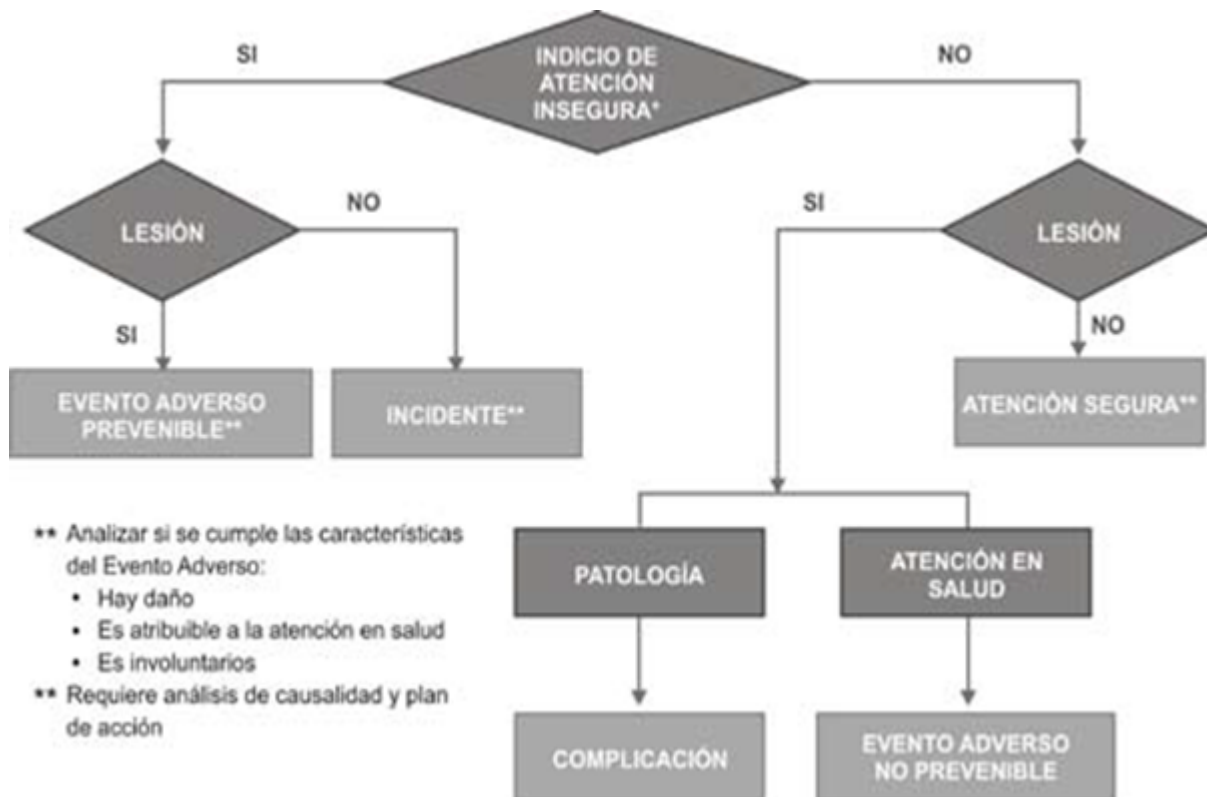 SI
INDICIO DE
ATENCIÓN
INSEGURA*
NO
LESIÓN
NO
SI
LESIÓN
SI
NO
EVENTO ADVERSO
PREVENIBLE**
INCIDENTE**
ATENCIÓN SEGURA**
** Analizar si se cumple las características
del Evento Adverso:
• Hay daño
• Es atribuible a la atención en salud
• Es involuntarios
** Requiere análisis de causalidad y plan
de acción
PATOLOGÍA
ATENCIÓN EN
SALUD
COMPLICACIÓN
EVENTO ADVERSO
NO PREVENIBLE